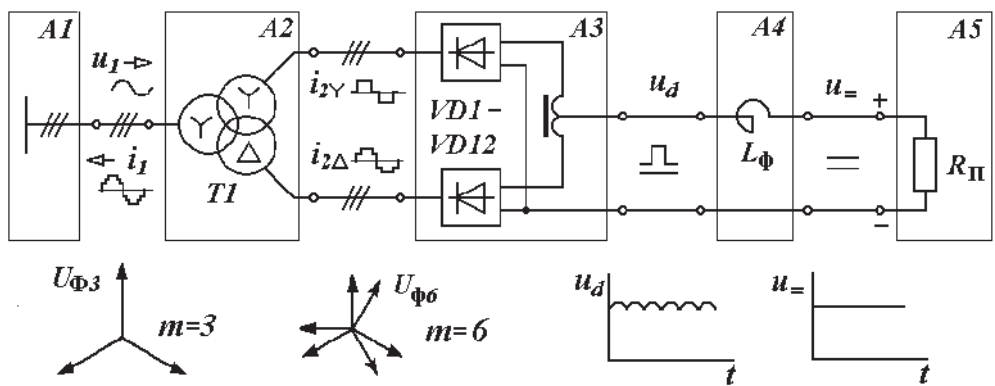 A1
A2
A3
A4
A5
u1
i1
T1
i2Y
i2Δ
VD1–
VD12
ud
Lф
u=
+
−
Rп
UФ3
m=3
Uф6
m=6
ud
t
u=
t